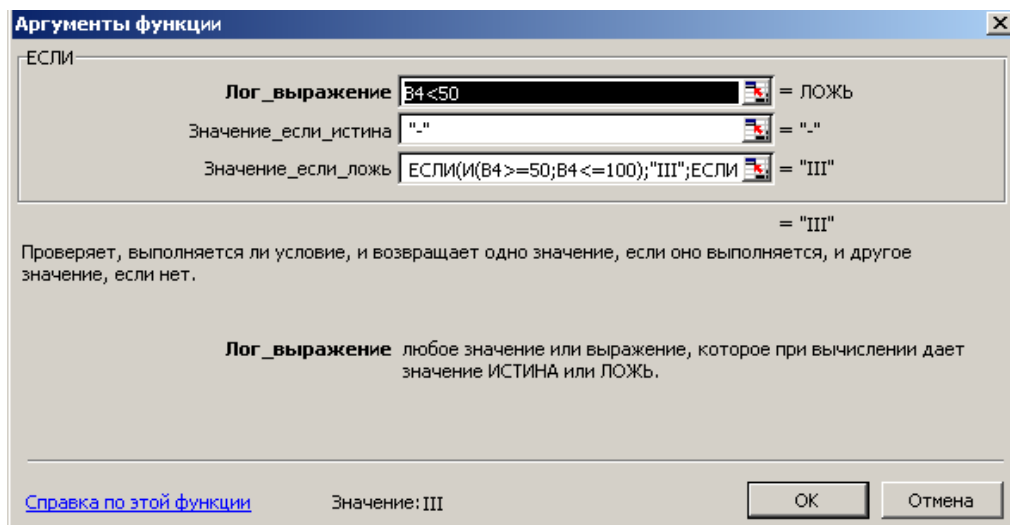 Аргументы функции
ЕСЛИ
Лог_выражение B4<50 = ЛОЖЬ
Значение_если_истина "-" = "-"
Значение_если_ложь ЕСЛИ(И(B4>=50;B4<=100);"III";ЕСЛИ = "III"
= "III"
Проверяет, выполняется ли условие, и возвращает одно значение, если оно выполняется, и другое
значение, если нет.
Лог_выражение любое значение или выражение, которое при вычислении дает
значение ИСТИНА или ЛОЖЬ.
Справка по этой функции Значение: III ОК Отмена